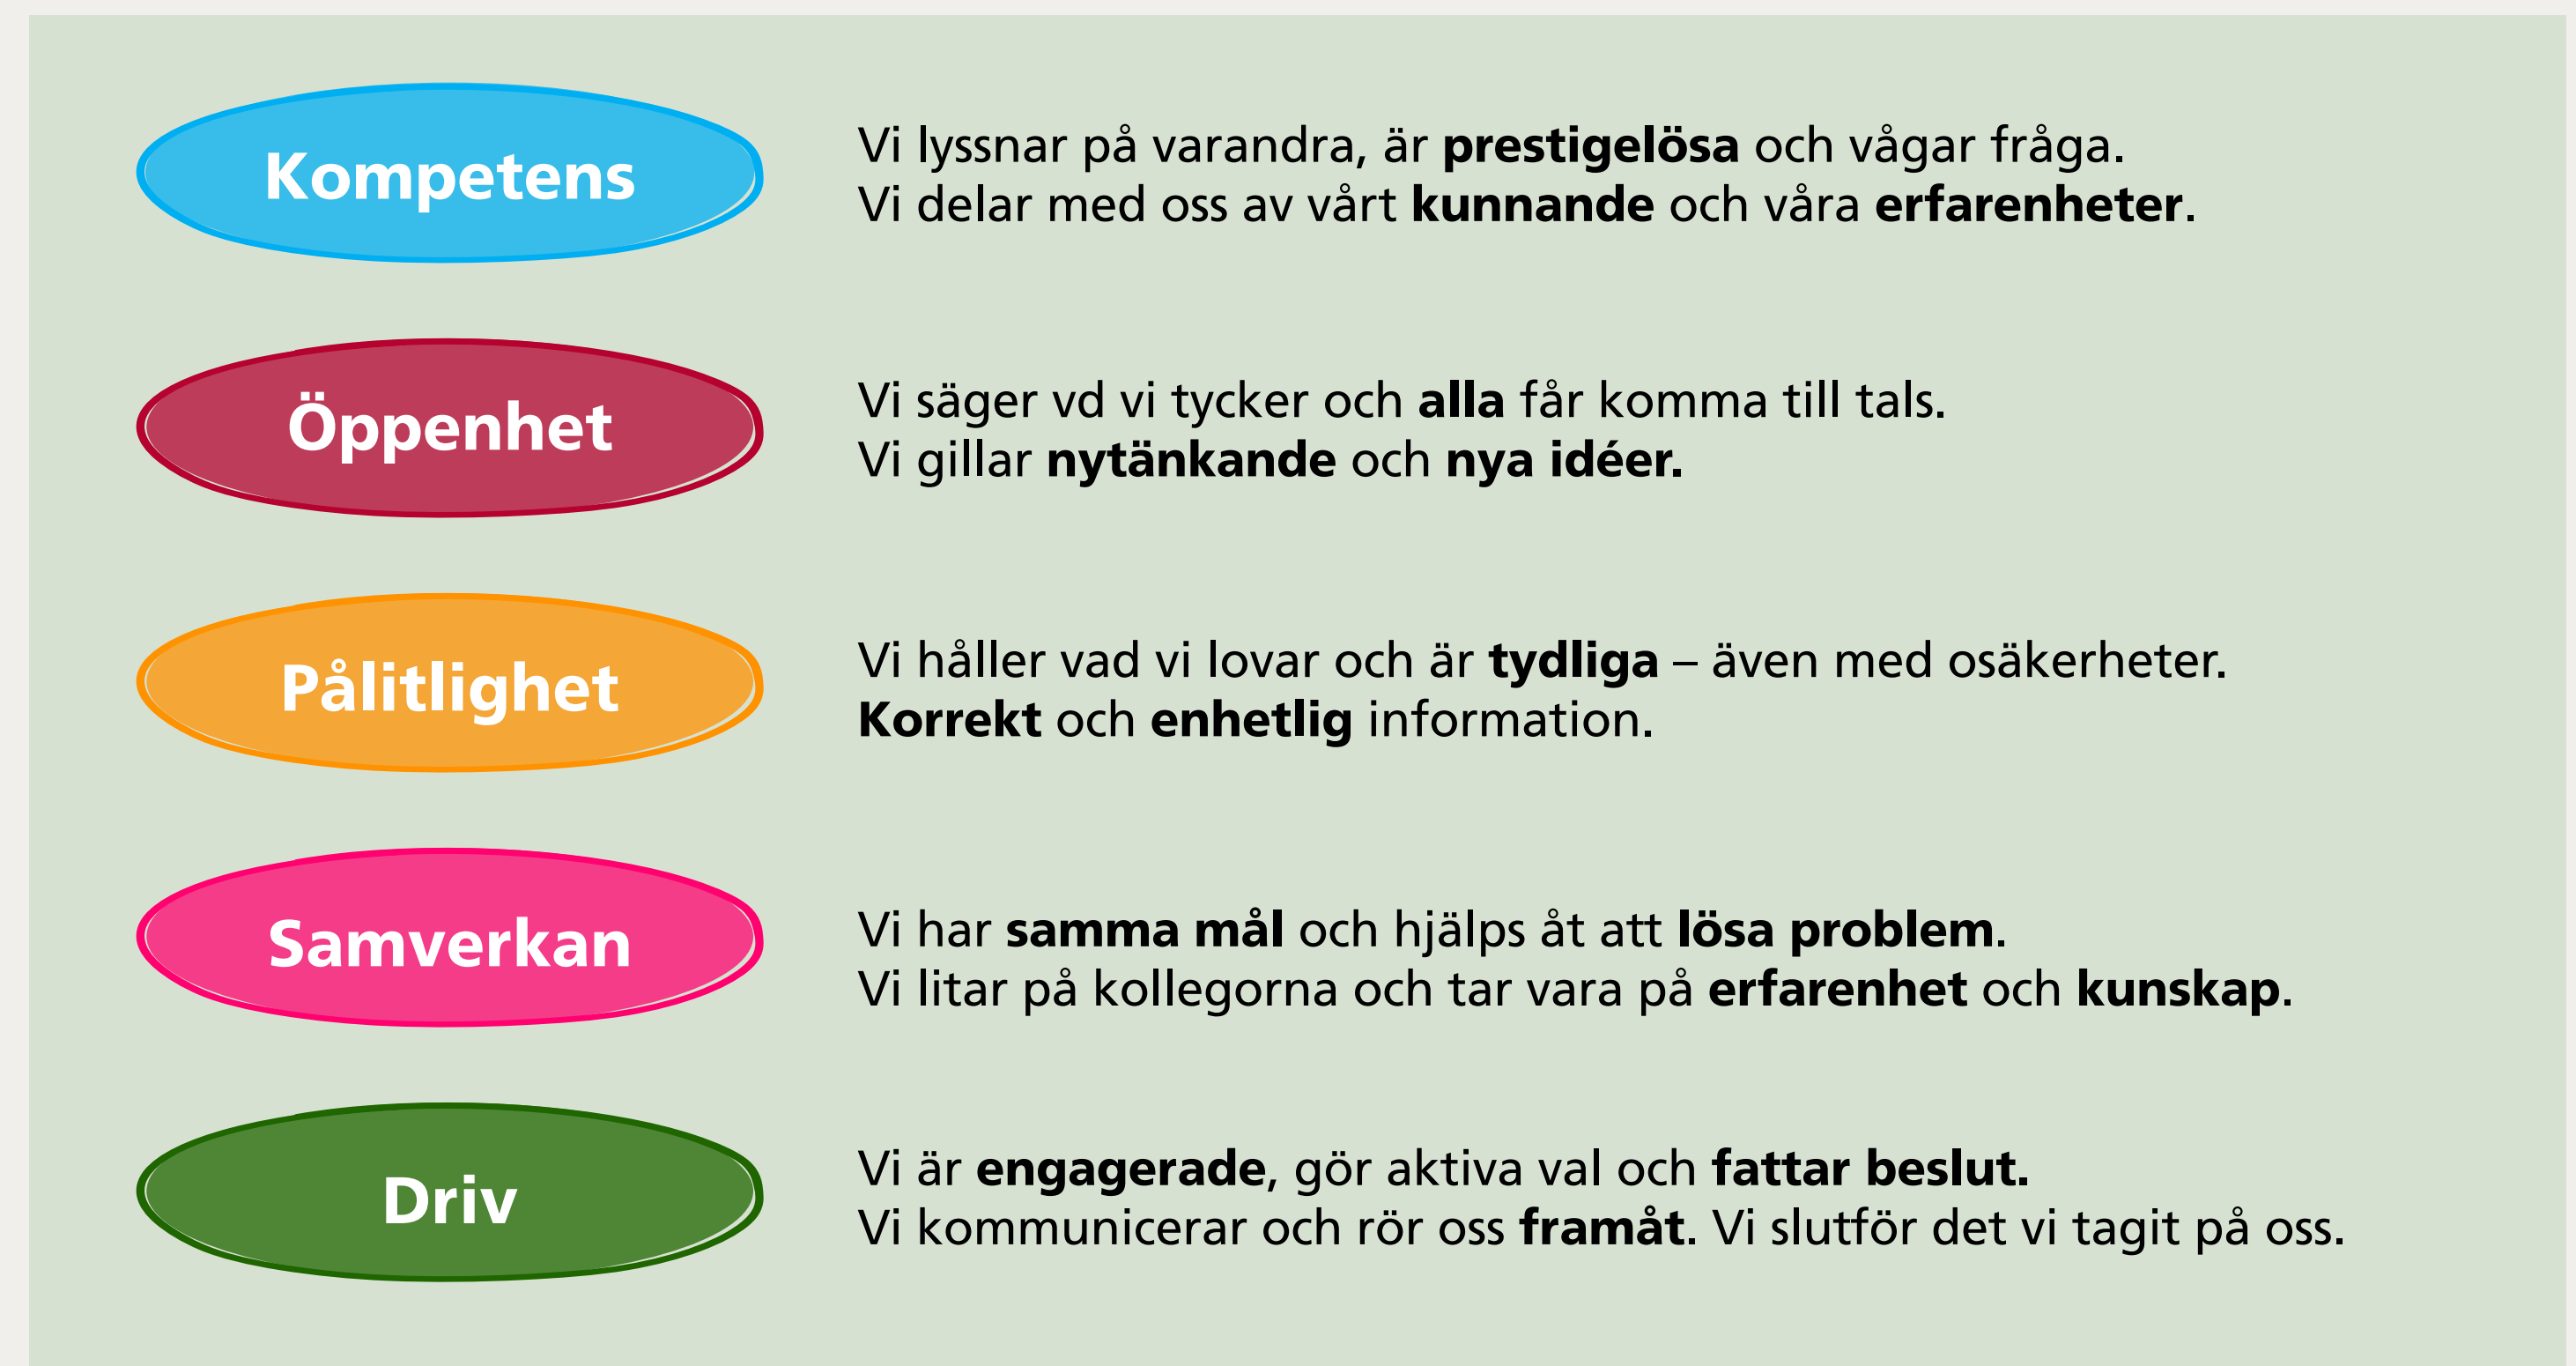 Kompetens
Vi lyssnar på varandra, är prestigelösa och vågar fråga.
Vi delar med oss av vårt kunnande och våra erfarenheter.
Öppenhet
Vi säger vd vi tycker och alla får komma till tals.
Vi gillar nytänkande och nya idéer.
Pålitlighet
Vi håller vad vi lovar och är tydliga – även med osäkerheter.
Korrekt och enhetlig information.
Samverkan
Vi har samma mål och hjälps åt att lösa problem.
Vi litar på kollegorna och tar vara på erfarenhet och kunskap.
Driv
Vi är engagerade, gör aktiva val och fattar beslut.
Vi kommunicerar och rör oss framåt. Vi slutför det vi tagit på oss.